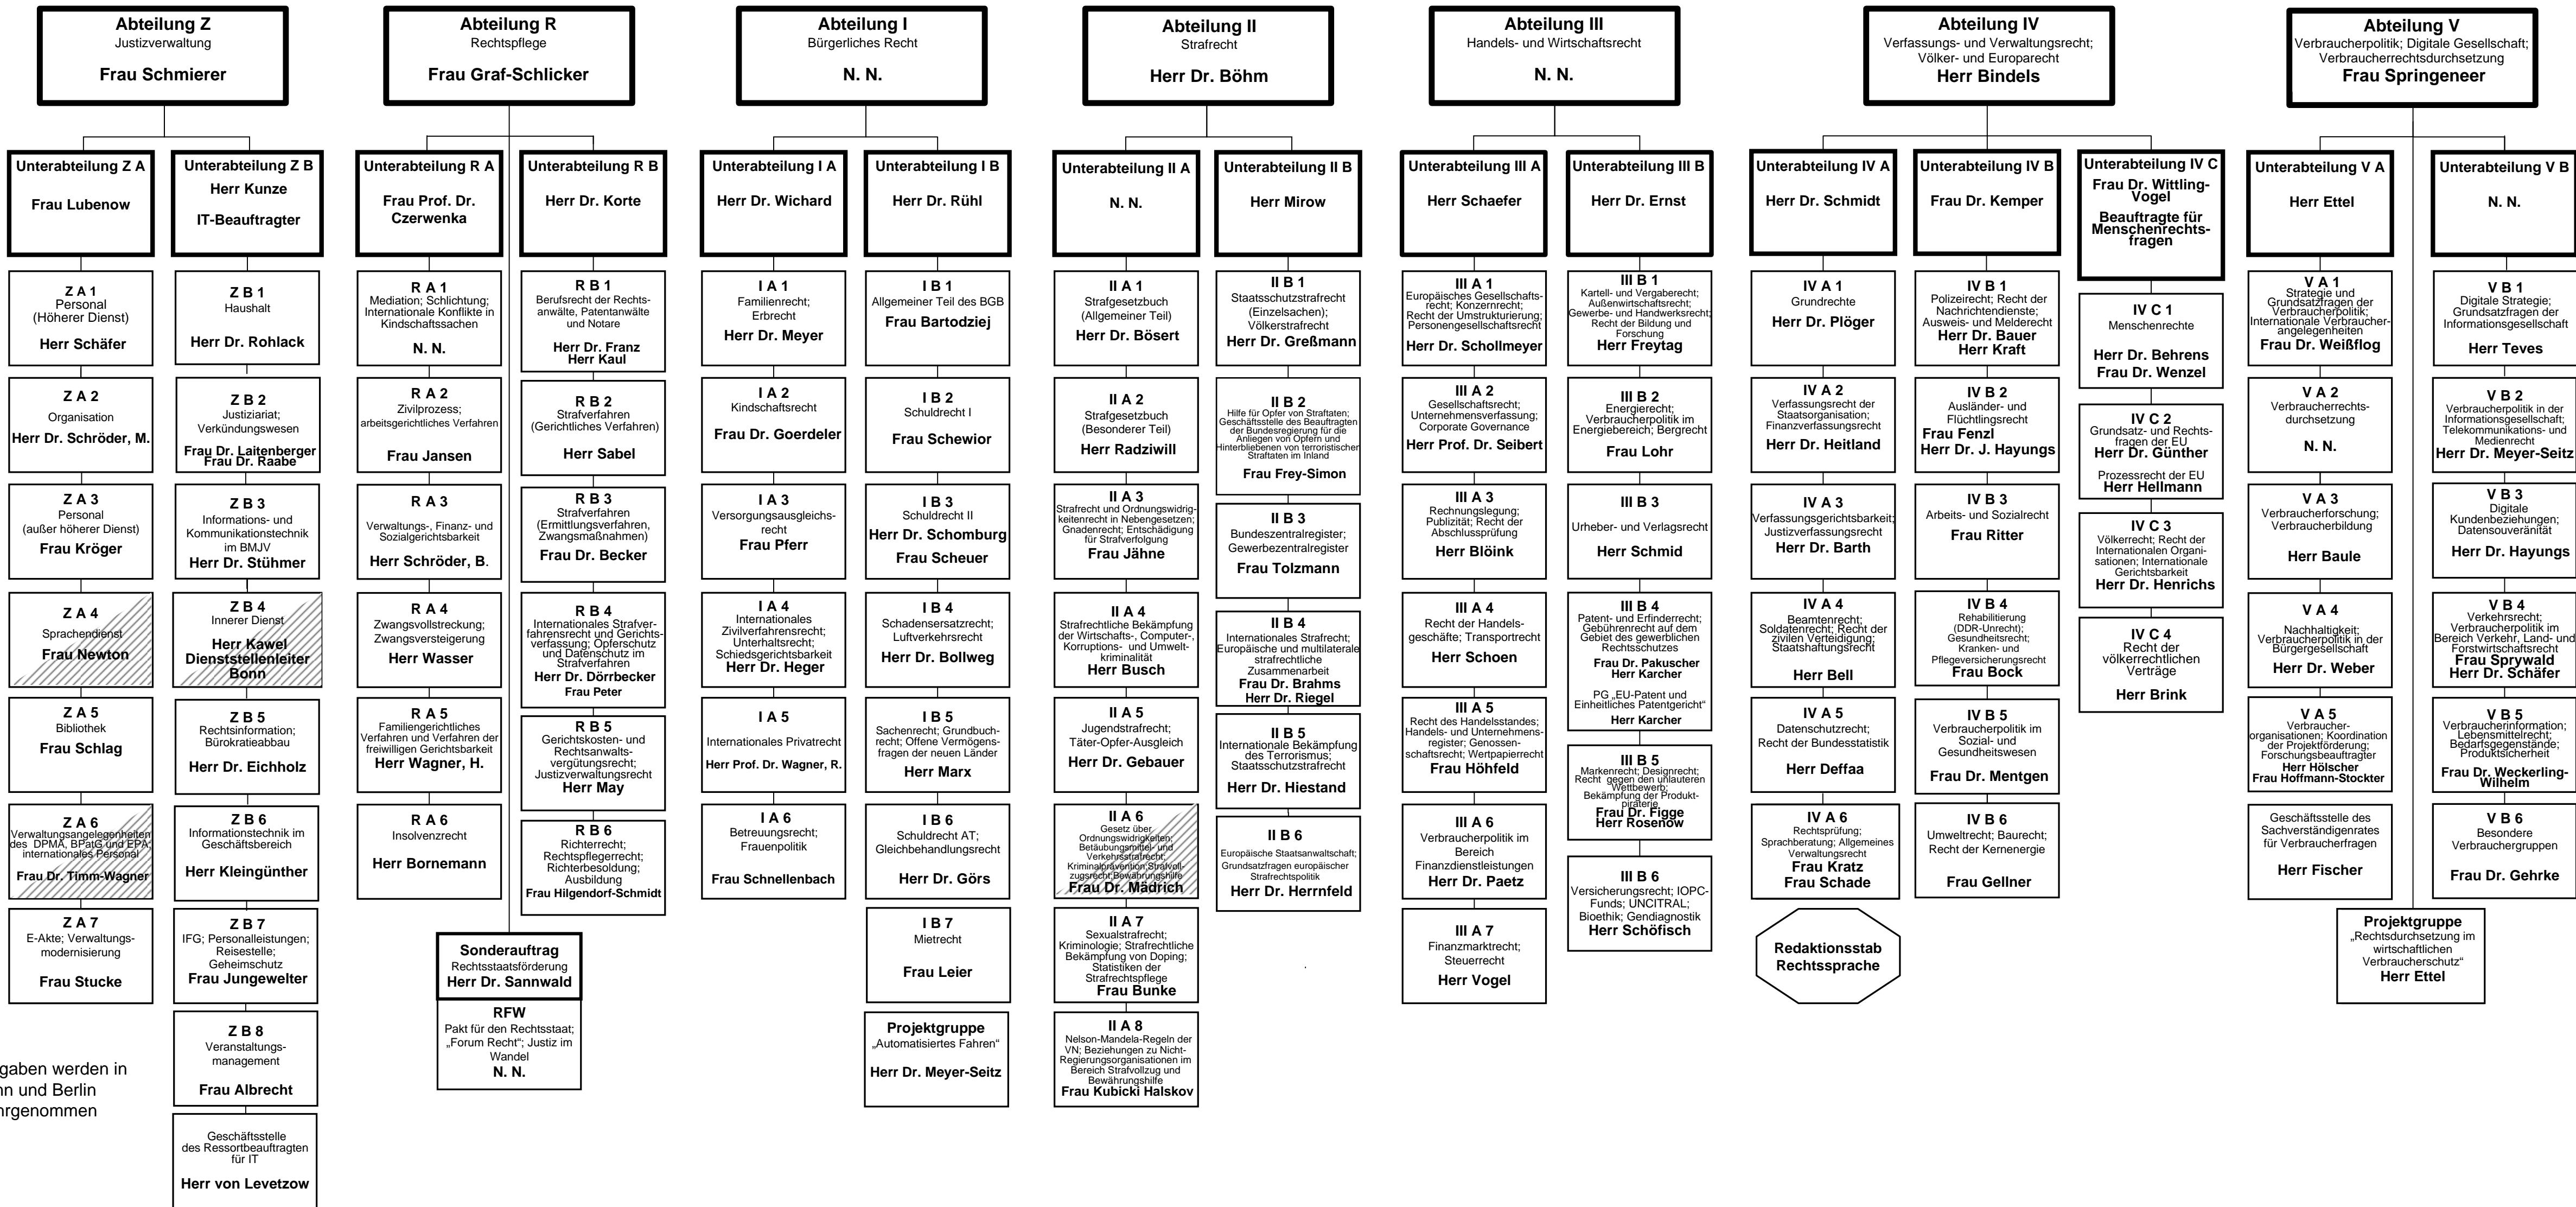 Abteilung Z
Justizverwaltung
Frau Schmierer
Unterabteilung Z A
Frau Lubenow
Z A 1
Personal
(Höherer Dienst)
Herr Schäfer
Z A 2
Organisation
Herr Dr. Schröder, M.
Z A 3
Personal
(außer höherer Dienst)
Frau Kröger
Z A 4
Sprachendienst
Frau Newton
Z A 5
Bibliothek
Frau Schlag
Z A 6
Verwaltungsangelegenheiten
des DPMA, BPatG und EPA;
internationales Personal
Frau Dr. Timm-Wagner
Z A 7
E-Akte; Verwaltungs-
modernisierung
Frau Stucke
gaben werden in
nn und Berlin
hrgenommen
Unterabteilung Z B
Herr Kunze
IT-Beauftragter
Z B 1
Haushalt
Herr Dr. Rohlack
Z B 2
Justiziariat;
Verkündungswesen
Frau Dr. Laitenberger
Frau Dr. Raabe
Z B 3
Informations- und
Kommunikationstechnik
im BMJV
Herr Dr. Stühmer
Z B 4
Innerer Dienst
Herr Kawel
Dienststellenleiter
Bonn
Z B 5
Rechtsinformation;
Bürokratieabbau
Herr Dr. Eichholz
Z B 6
Informationstechnik im
Geschäftsbereich
Herr Kleingünther
Z B 7
IFG; Personalleistungen;
Reisestelle;
Geheimschutz
Frau Jungewelter
Z B 8
Veranstaltungs-
management
Frau Albrecht
Geschäftsstelle
des Ressortbeauftragten
für IT
Herr von Levetzow
Abteilung R
Rechtspflege
Frau Graf-Schlicker
Unterabteilung R A
Frau Prof. Dr.
Czerwenka
R A 1
Mediation; Schlichtung;
Internationale Konflikte in
Kindschaftssachen
N. N.
R A 2
Zivilprozess;
arbeitsgerichtliches Verfahren
Frau Jansen
R A 3
Verwaltungs-, Finanz- und
Sozialgerichtsbarkeit
Herr Schröder, B.
R A 4
Zwangsvollstreckung;
Zwangsversteigerung
Herr Wasser
R A 5
Familiengerichtliches
Verfahren und Verfahren der
freiwilligen Gerichtsbarkeit
Herr Wagner, H.
R A 6
Insolvenzrecht
Herr Bornemann
Unterabteilung R B
Herr Dr. Korte
R B 1
Berufsrecht der Rechts-
anwälte, Patentanwälte
und Notare
Herr Dr. Franz
Herr Kaul
R B 2
Strafverfahren
(Gerichtliches Verfahren)
Herr Sabel
R B 3
Strafverfahren
(Ermittlungsverfahren,
Zwangsmaßnahmen)
Frau Dr. Becker
R B 4
Internationales Strafver-
fahrensrecht und Gerichts-
verfassung; Opferschutz
und Datenschutz im
Strafverfahren
Herr Dr. Dörrbecker
Frau Peter
R B 5
Gerichtskosten- und
Rechtsanwalts-
vergütungsrecht;
Justizverwaltungsrecht
Herr May
R B 6
Richterrecht;
Rechtspflegerrecht;
Richterbesoldung;
Ausbildung
Frau Hilgendorf-Schmidt
Sonderauftrag
Rechtsstaatsförderung
Herr Dr. Sannwald
RFW
Pakt für den Rechtsstaat;
„Forum Recht“; Justiz im
Wandel
N. N.
Abteilung I
Bürgerliches Recht
N. N.
Unterabteilung I A
Herr Dr. Wichard
I A 1
Familienrecht;
Erbrecht
Herr Dr. Meyer
I A 2
Kindschaftsrecht
Frau Dr. Goerdeler
I A 3
Versorgungsausgleichs-
recht
Frau Pferr
I A 4
Internationales
Zivilverfahrensrecht;
Unterhaltsrecht;
Schiedsgerichtsbarkeit
Herr Dr. Heger
I A 5
Internationales Privatrecht
Herr Prof. Dr. Wagner, R.
I A 6
Betreuungsrecht;
Frauenpolitik
Frau Schnellenbach
Unterabteilung I B
Herr Dr. Rühl
I B 1
Allgemeiner Teil des BGB
Frau Bartodziej
I B 2
Schuldrecht I
Frau Schewior
I B 3
Schuldrecht II
Herr Dr. Schomburg
Frau Scheuer
I B 4
Schadensersatzrecht;
Luftverkehrsrecht
Herr Dr. Bollweg
I B 5
Sachenrecht; Grundbuch-
recht; Offene Vermögens-
fragen der neuen Länder
Herr Marx
I B 6
Schuldrecht AT;
Gleichbehandlungsrecht
Herr Dr. Görs
I B 7
Mietrecht
Frau Leier
Projektgruppe
„Automatisiertes Fahren“
Herr Dr. Meyer-Seitz
Abteilung II
Strafrecht
Herr Dr. Böhm
Unterabteilung II A
N. N.
II A 1
Strafgesetzbuch
(Allgemeiner Teil)
Herr Dr. Bösert
II A 2
Strafgesetzbuch
(Besonderer Teil)
Herr Radziwill
II A 3
Strafrecht und Ordnungswidrig-
keitenrecht in Nebengesetzen;
Gnadenrecht; Entschädigung
für Strafverfolgung
Frau Jähne
II A 4
Strafrechtliche Bekämpfung
der Wirtschafts-, Computer-,
Korruptions- und Umwelt-
kriminalität
Herr Busch
II A 5
Jugendstrafrecht;
Täter-Opfer-Ausgleich
Herr Dr. Gebauer
II A 6
Gesetz über
Ordnungswidrigkeiten;
Betäubungsmittel- und
Verkehrsstrafrecht;
Kriminalprävention;Strafvoll-
zugsrecht;Bewährungshilfe
Frau Dr. Mädrich
II A 7
Sexualstrafrecht;
Kriminologie; Strafrechtliche
Bekämpfung von Doping;
Statistiken der
Strafrechtspflege
Frau Bunke
II A 8
Nelson-Mandela-Regeln der
VN; Beziehungen zu Nicht-
Regierungsorganisationen im
Bereich Strafvollzug und
Bewährungshilfe
Frau Kubicki Halskov
Unterabteilung II B
Herr Mirow
II B 1
Staatsschutzstrafrecht
(Einzelsachen);
Völkerstrafrecht
Herr Dr. Greßmann
II B 2
Hilfe für Opfer von Straftaten;
Geschäftsstelle des Beauftragten
der Bundesregierung für die
Anliegen von Opfern und
Hinterbliebenen von terroristischen
Straftaten im Inland
Frau Frey-Simon
II B 3
Bundeszentralregister;
Gewerbezentralregister
Frau Tolzmann
II B 4
Internationales Strafrecht;
Europäische und multilaterale
strafrechtliche
Zusammenarbeit
Frau Dr. Brahms
Herr Dr. Riegel
II B 5
Internationale Bekämpfung
des Terrorismus;
Staatsschutzstrafrecht
Herr Dr. Hiestand
II B 6
Europäische Staatsanwaltschaft;
Grundsatzfragen europäischer
Strafrechtspolitik
Herr Dr. Herrnfeld
Abteilung III
Handels- und Wirtschaftsrecht
N. N.
Unterabteilung III A
Herr Schaefer
III A 1
Europäisches Gesellschafts-
recht; Konzernrecht;
Recht der Umstrukturierung;
Personengesellschaftsrecht
Herr Dr. Schollmeyer
III A 2
Gesellschaftsrecht;
Unternehmensverfassung;
Corporate Governance
Herr Prof. Dr. Seibert
III A 3
Rechnungslegung;
Publizität; Recht der
Abschlussprüfung
Herr Blöink
III A 4
Recht der Handels-
geschäfte; Transportrecht
Herr Schoen
III A 5
Recht des Handelsstandes;
Handels- und Unternehmens-
register; Genossen-
schaftsrecht; Wertpapierrecht
Frau Höhfeld
III A 6
Verbraucherpolitik im
Bereich
Finanzdienstleistungen
Herr Dr. Paetz
III A 7
Finanzmarktrecht;
Steuerrecht
Herr Vogel
Unterabteilung III B
Herr Dr. Ernst
III B 1
Kartell- und Vergaberecht;
Außenwirtschaftsrecht;
Gewerbe- und Handwerksrecht;
Recht der Bildung und
Forschung
Herr Freytag
III B 2
Energierecht;
Verbraucherpolitik im
Energiebereich; Bergrecht
Frau Lohr
III B 3
Urheber- und Verlagsrecht
Herr Schmid
III B 4
Patent- und Erfinderrecht;
Gebührenrecht auf dem
Gebiet des gewerblichen
Rechtsschutzes
Frau Dr. Pakuscher
Herr Karcher
PG „EU-Patent und
Einheitliches Patentgericht“
Herr Karcher
III B 5
Markenrecht; Designrecht;
Recht gegen den unlauteren
Wettbewerb;
Bekämpfung der Produkt-
piraterie
Frau Dr. Figge
Herr Rosenow
III B 6
Versicherungsrecht; IOPC-
Funds; UNCITRAL;
Bioethik; Gendiagnostik
Herr Schöfisch
Abteilung IV
Verfassungs- und Verwaltungsrecht;
Völker- und Europarecht
Herr Bindels
Unterabteilung IV A
Herr Dr. Schmidt
IV A 1
Grundrechte
Herr Dr. Plöger
IV A 2
Verfassungsrecht der
Staatsorganisation;
Finanzverfassungsrecht
Herr Dr. Heitland
IV A 3
Verfassungsgerichtsbarkeit;
Justizverfassungsrecht
Herr Dr. Barth
IV A 4
Beamtenrecht;
Soldatenrecht; Recht der
zivilen Verteidigung;
Staatshaftungsrecht
Herr Bell
IV A 5
Datenschutzrecht;
Recht der Bundesstatistik
Herr Deffaa
IV A 6
Rechtsprüfung;
Sprachberatung; Allgemeines
Verwaltungsrecht
Frau Kratz
Frau Schade
Redaktionsstab
Rechtssprache
Unterabteilung IV B
Frau Dr. Kemper
IV B 1
Polizeirecht; Recht der
Nachrichtendienste;
Ausweis- und Melderecht
Herr Dr. Bauer
Herr Kraft
IV B 2
Ausländer- und
Flüchtlingsrecht
Frau Fenzl
Herr Dr. J. Hayungs
IV B 3
Arbeits- und Sozialrecht
Frau Ritter
IV B 4
Rehabilitierung
(DDR-Unrecht);
Gesundheitsrecht;
Kranken- und
Pflegeversicherungsrecht
Frau Bock
IV B 5
Verbraucherpolitik im
Sozial- und
Gesundheitswesen
Frau Dr. Mentgen
IV B 6
Umweltrecht; Baurecht;
Recht der Kernenergie
Frau Gellner
Unterabteilung IV C
Frau Dr. Wittling-
Vogel
Beauftragte für
Menschenrechts-
fragen
IV C 1
Menschenrechte
Herr Dr. Behrens
Frau Dr. Wenzel
IV C 2
Grundsatz- und Rechts-
fragen der EU
Herr Dr. Günther
Prozessrecht der EU
Herr Hellmann
IV C 3
Völkerrecht; Recht der
Internationalen Organi-
sationen; Internationale
Gerichtsbarkeit
Herr Dr. Henrichs
IV C 4
Recht der
völkerrechtlichen
Verträge
Herr Brink
Abteilung V
Verbraucherpolitik; Digitale Gesellschaft;
Verbraucherrechtsdurchsetzung
Frau Springeneer
Unterabteilung V A
Herr Ettel
V A 1
Strategie und
Grundsatzfragen der
Verbraucherpolitik;
Internationale Verbraucher-
angelegenheiten
Frau Dr. Weißflog
V A 2
Verbraucherrechts-
durchsetzung
N. N.
V A 3
Verbraucherforschung;
Verbraucherbildung
Herr Baule
V A 4
Nachhaltigkeit;
Verbraucherpolitik in der
Bürgergesellschaft
Herr Dr. Weber
V A 5
Verbraucher-
organisationen; Koordination
der Projektförderung;
Forschungsbeauftragter
Herr Hölscher
Frau Hoffmann-Stockter
Geschäftsstelle des
Sachverständigenrates
für Verbraucherfragen
Herr Fischer
Unterabteilung V B
N. N.
V B 1
Digitale Strategie;
Grundsatzfragen der
Informationsgesellschaft
Herr Teves
V B 2
Verbraucherpolitik in der
Informationsgesellschaft;
Telekommunikations- und
Medienrecht
Herr Dr. Meyer-Seitz
V B 3
Digitale
Kundenbeziehungen;
Datensouveränität
Herr Dr. Hayungs
V B 4
Verkehrsrecht;
Verbraucherpolitik im
Bereich Verkehr, Land- und
Forstwirtschaftsrecht
Frau Sprywald
Herr Dr. Schäfer
V B 5
Verbraucherinformation;
Lebensmittelrecht;
Bedarfsgegenstände;
Produktsicherheit
Frau Dr. Weckerling-
Wilhelm
V B 6
Besondere
Verbrauchergruppen
Frau Dr. Gehrke
Projektgruppe
„Rechtsdurchsetzung im
wirtschaftlichen
Verbraucherschutz“
Herr Ettel